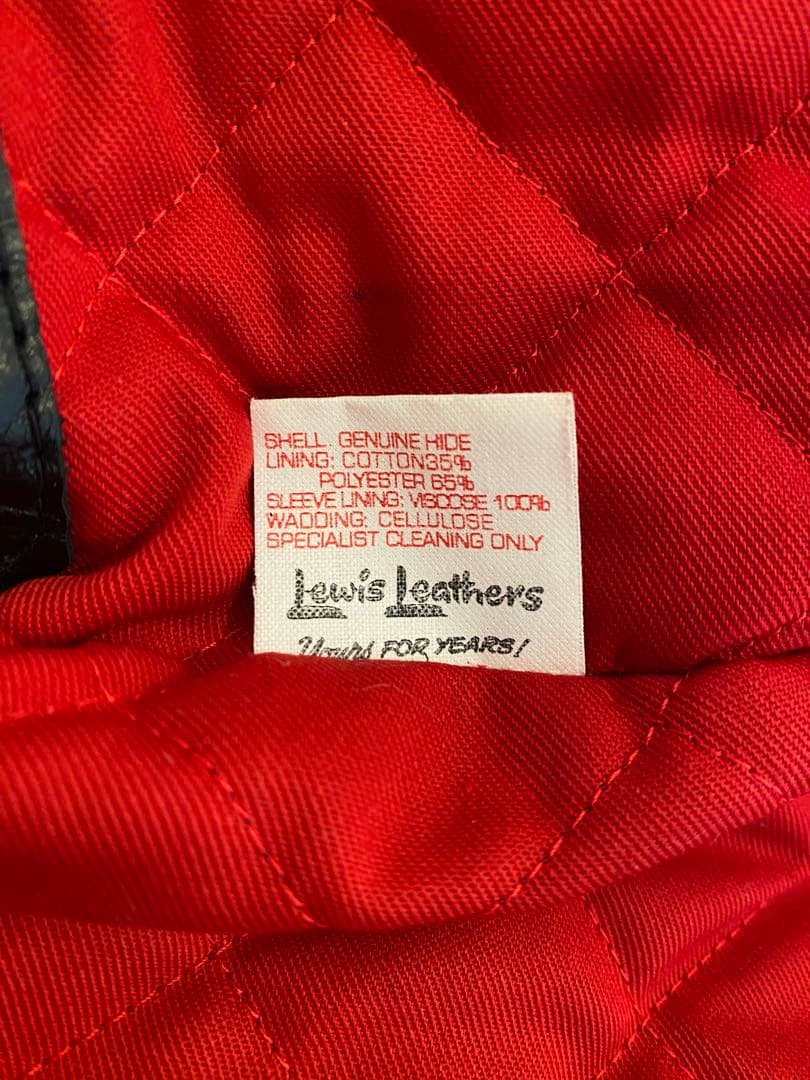 SHELL. GENUINE HIDE
LINING: COTTON35%
POLYESTER 65%
SLEEVE LINING: VISCOSE 100%
WADDING: CELLULOSE
SPECIALIST CLEANING ONLY
Lewis Leathers
Yours FOR YEARS!